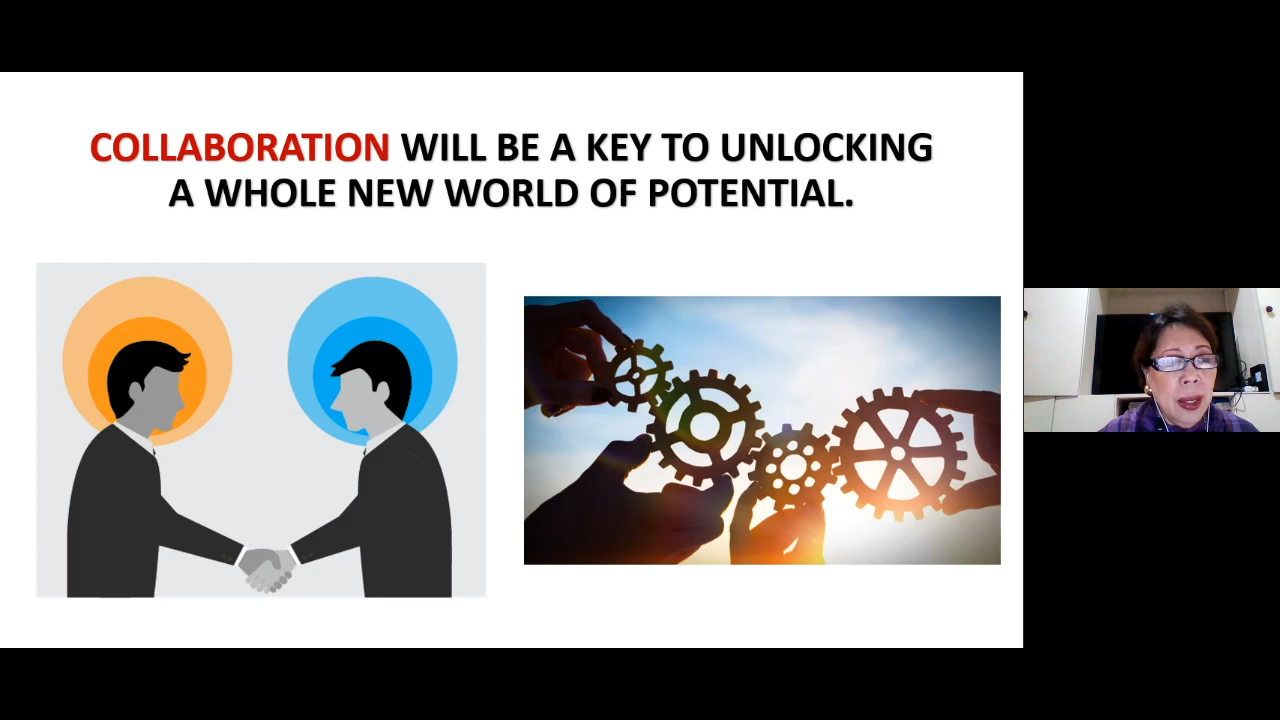 COLLABORATION WILL BE A KEY TO UNLOCKING
A WHOLE NEW WORLD OF POTENTIAL.